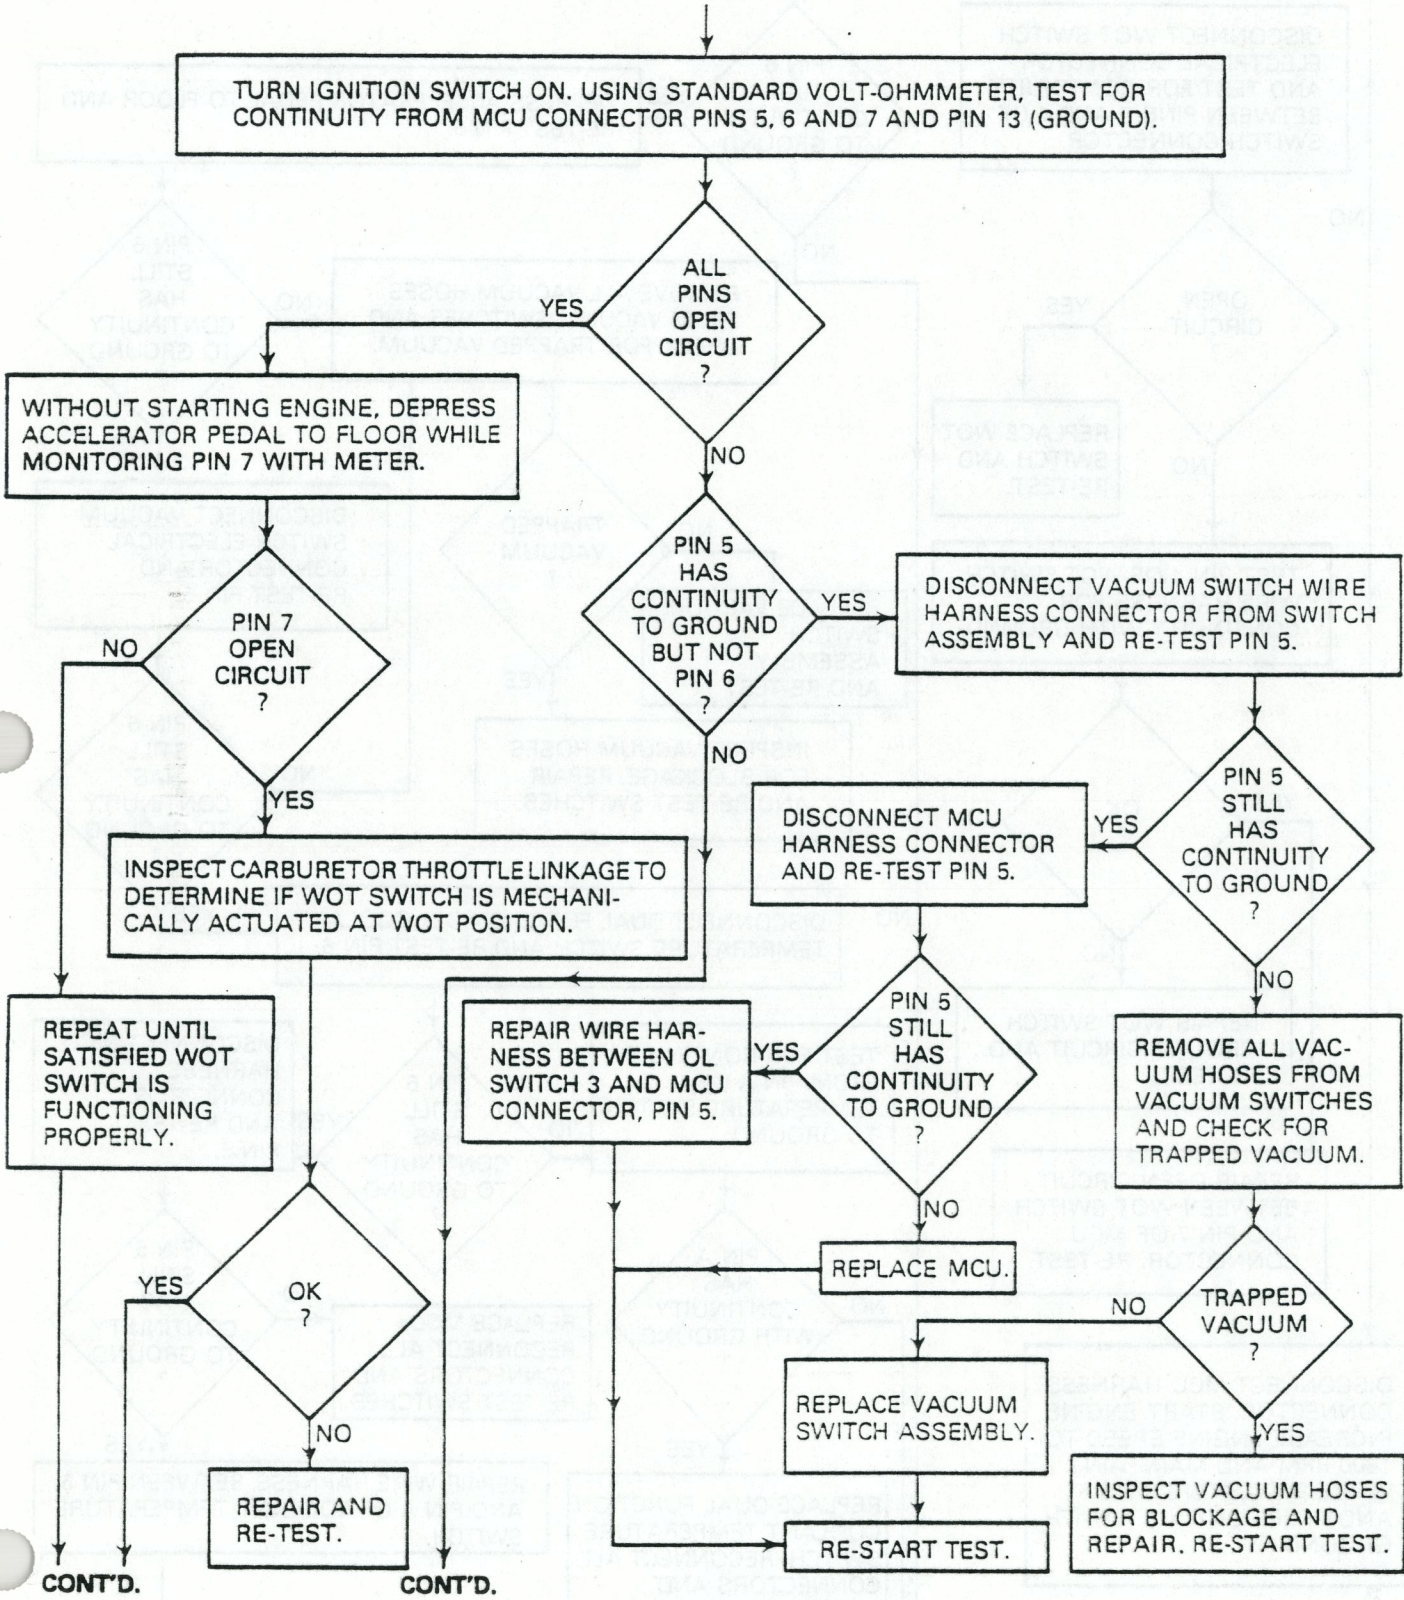 TURN IGNITION SWITCH ON. USING STANDARD VOLT-OHMMETER, TEST FOR
CONTINUITY FROM MCU CONNECTOR PINS 5, 6 AND 7 AND PIN 13 (GROUND).
ALL
PINS
OPEN
CIRCUIT
?
YES
NO
WITHOUT STARTING ENGINE, DEPRESS
ACCELERATOR PEDAL TO FLOOR WHILE
MONITORING PIN 7 WITH METER.
PIN 5
HAS
CONTINUITY
TO GROUND
BUT NOT
PIN 6
?
YES
NO
DISCONNECT VACUUM SWITCH WIRE
HARNESS CONNECTOR FROM SWITCH
ASSEMBLY AND RE-TEST PIN 5.
PIN 7
OPEN
CIRCUIT
?
NO
YES
PIN 5
STILL
HAS
CONTINUITY
TO GROUND
?
YES
NO
DISCONNECT MCU
HARNESS CONNECTOR
AND RE-TEST PIN 5.
INSPECT CARBURETOR THROTTLE LINKAGE TO
DETERMINE IF WOT SWITCH IS MECHANI-
CALLY ACTUATED AT WOT POSITION.
REPEAT UNTIL
SATISFIED WOT
SWITCH IS
FUNCTIONING
PROPERLY.
REPAIR WIRE HAR-
NESS BETWEEN OL
SWITCH 3 AND MCU
CONNECTOR, PIN 5.
YES
PIN 5
STILL
HAS
CONTINUITY
TO GROUND
?
NO
REMOVE ALL VAC-
UUM HOSES FROM
VACUUM SWITCHES
AND CHECK FOR
TRAPPED VACUUM.
REPLACE MCU.
YES
OK
?
NO
NO
TRAPPED
VACUUM
?
YES
REPLACE VACUUM
SWITCH ASSEMBLY.
REPAIR AND
RE-TEST.
RE-START TEST.
INSPECT VACUUM HOSES
FOR BLOCKAGE AND
REPAIR. RE-START TEST.
CONT'D.
CONT'D.